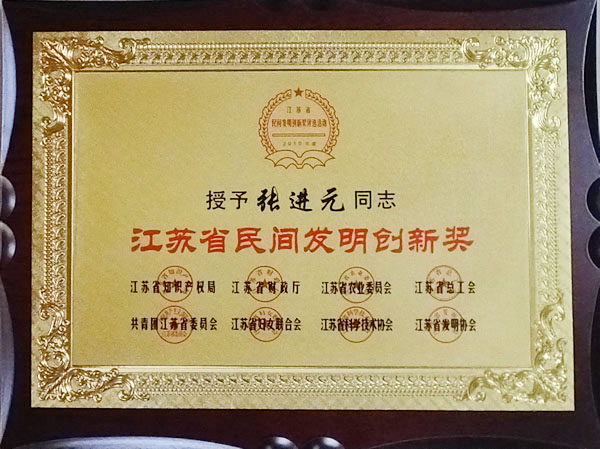 江苏省
民间发明创新奖评选活动
2013年度
授予张进元同志
江苏省民间发明创新奖
江苏省知识产权局 江苏省财政厅 江苏省农业委员会 江苏省总工会
共青团江苏省委员会 江苏省妇女联合会 江苏省科学技术协会 江苏省发明协会